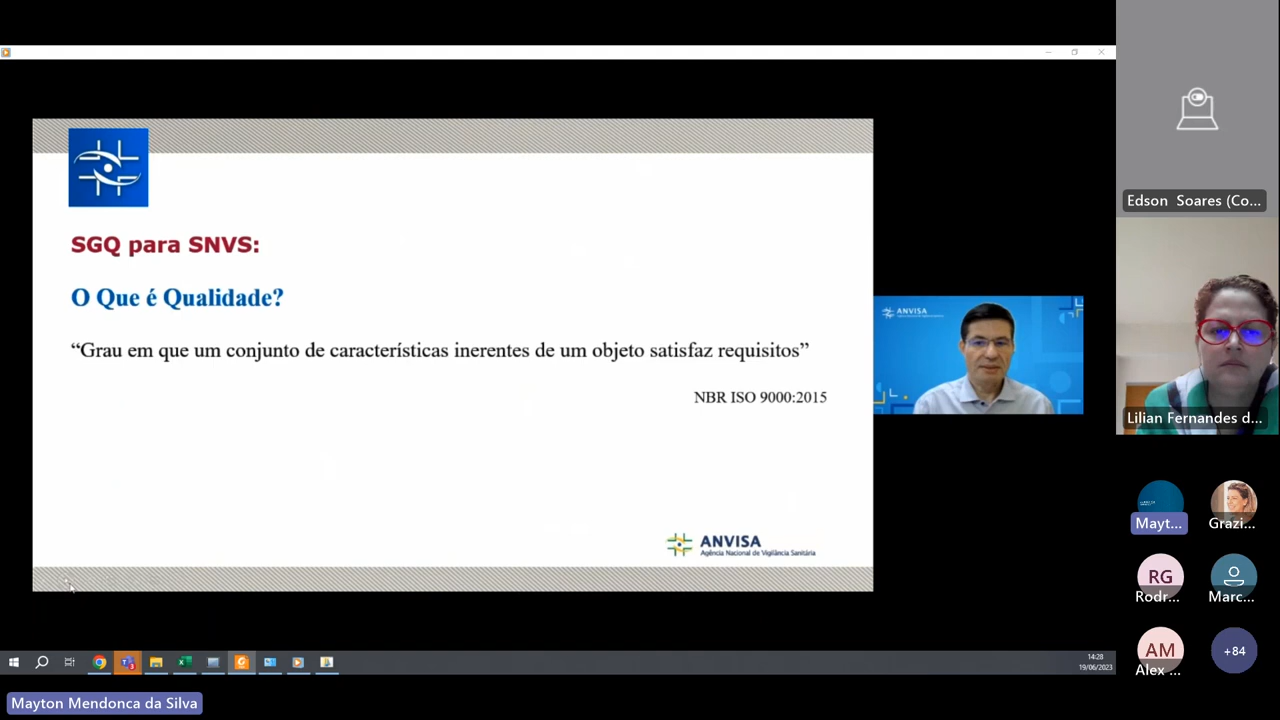 SGQ para SNVS:
O Que é Qualidade?
“Grau em que um conjunto de características inerentes de um objeto satisfaz requisitos”
NBR ISO 9000:2015
ANVISA
Agência Nacional de Vigilância Sanitária
ANVISA
Edson Soares (Co...
Lilian Fernandes d...
Mayt...
Grazi...
RG
Rodr...
Marc...
AM
Alex ...
+84
14:28
19/06/2023
Mayton Mendonca da Silva